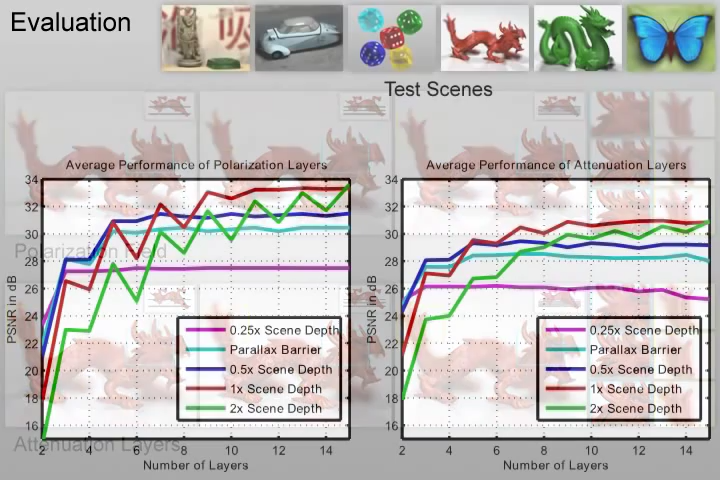 Evaluation
Test Scenes
Average Performance of Polarization Layers
34
32
30
28
26
24
22
20
18
16
PSNR in dB
0.25x Scene Depth
Parallax Barrier
0.5x Scene Depth
1x Scene Depth
2x Scene Depth
2 4 6 8 10 12 14
Number of Layers
Average Performance of Attenuation Layers
34
32
30
28
26
24
22
20
18
16
PSNR in dB
0.25x Scene Depth
Parallax Barrier
0.5x Scene Depth
1x Scene Depth
2x Scene Depth
2 4 6 8 10 12 14
Number of Layers
Polarization Field
Attenuation Layers